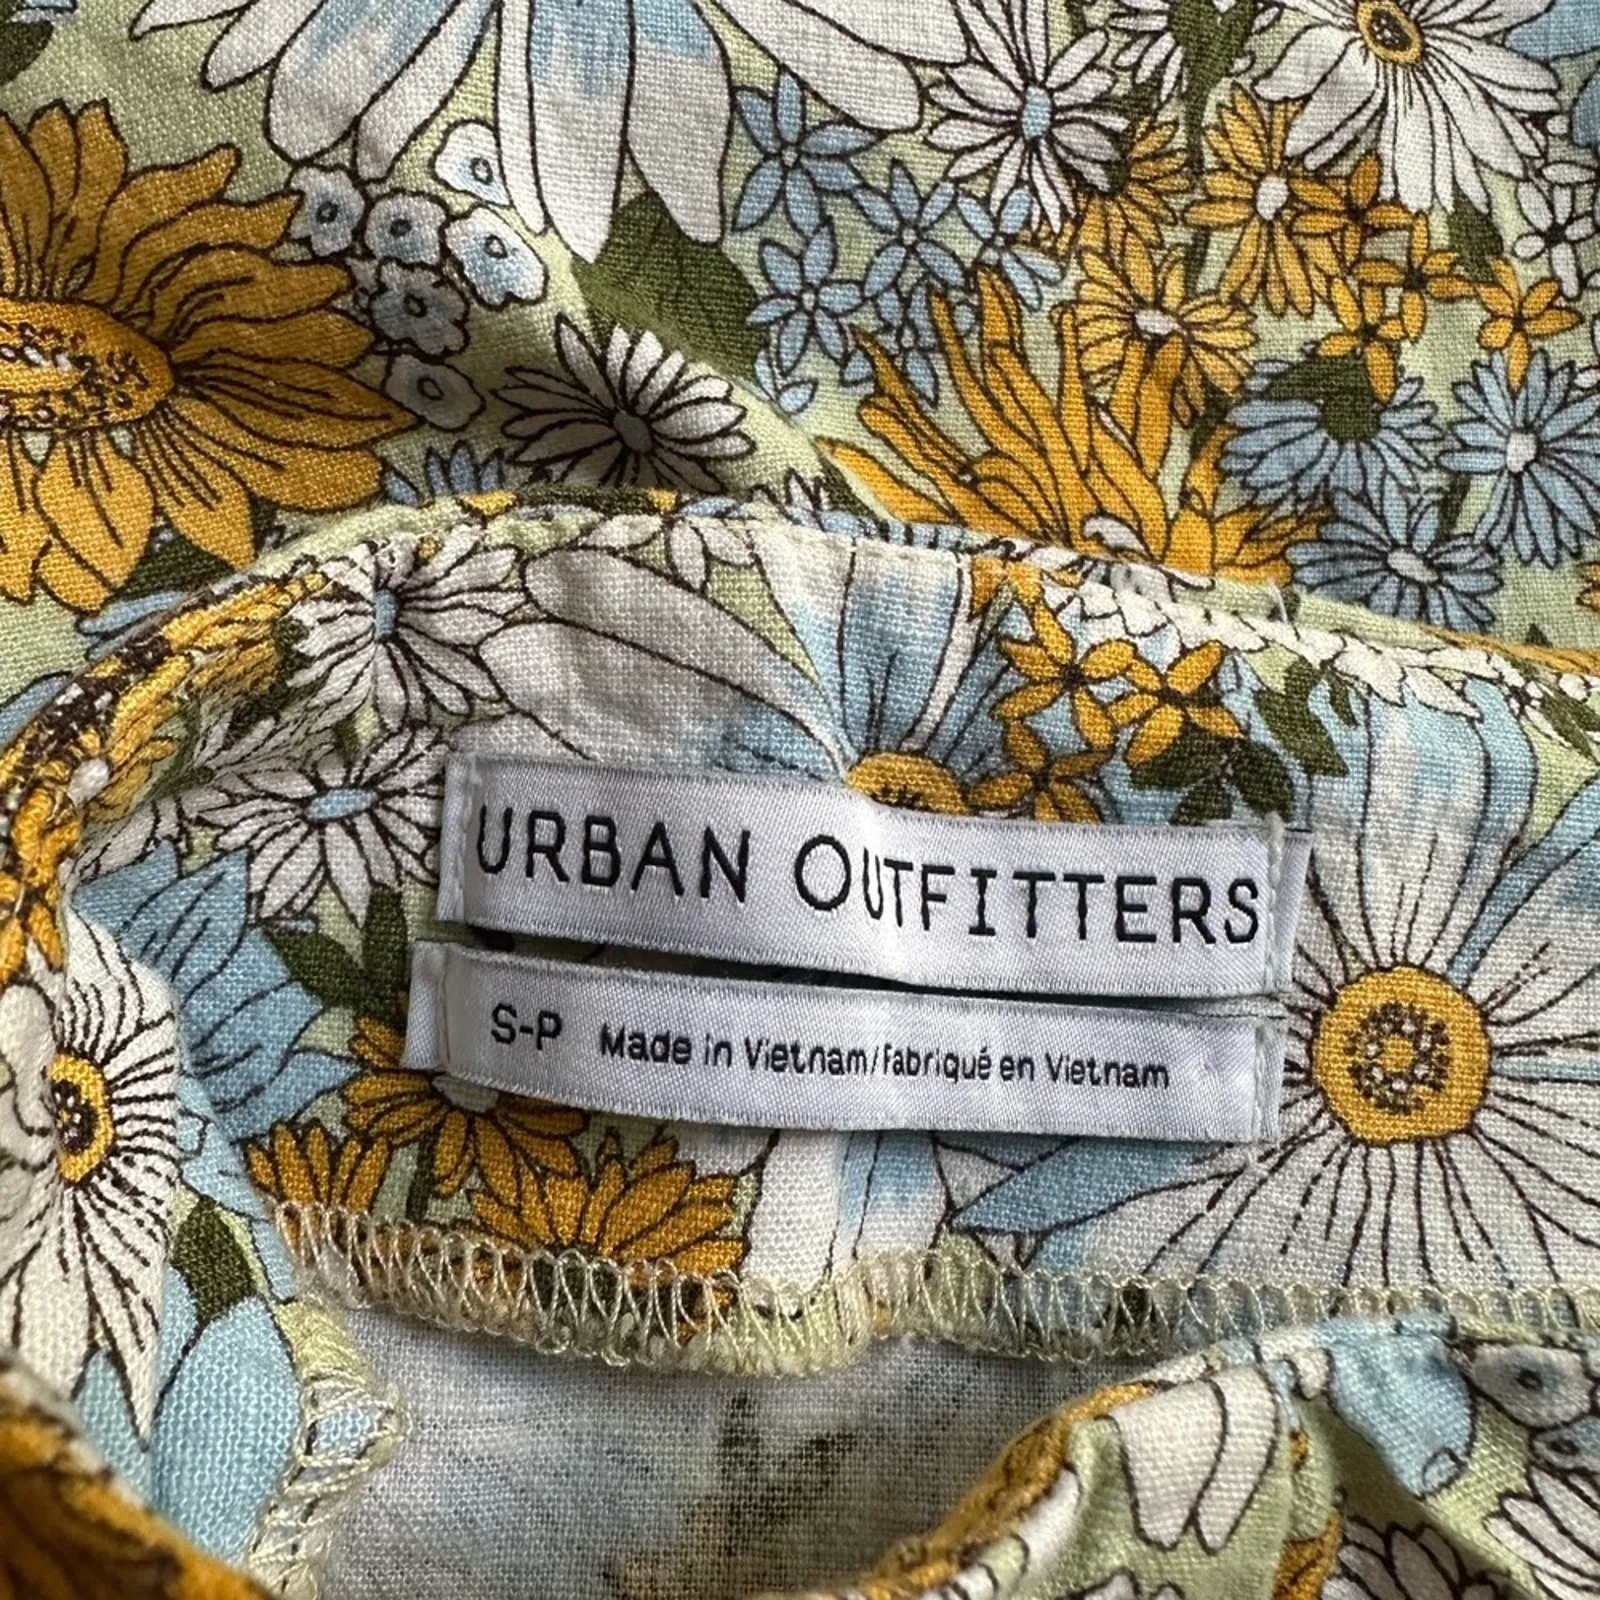 URBAN OUTFITTERS
S-P Made in Vietnam/Fabriqué en Vietnam